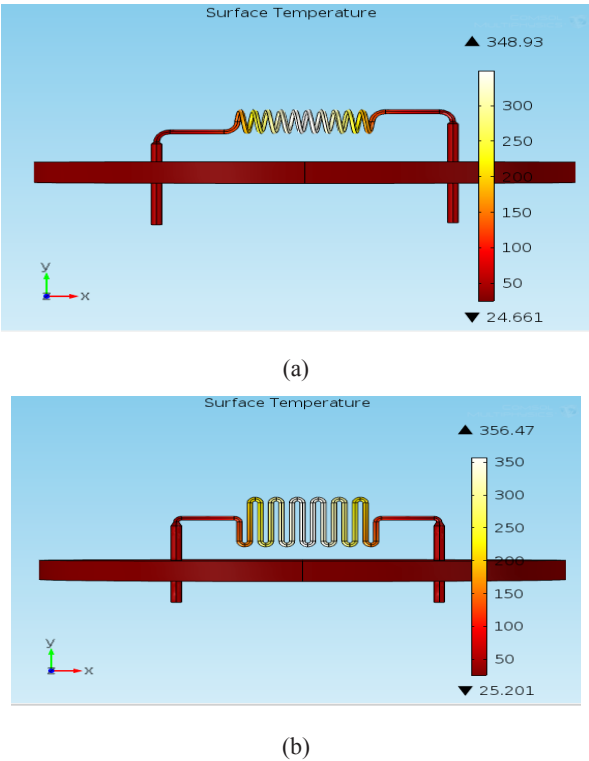 Surface Temperature
▲ 348.93
300
250
200
150
100
50
y
x
▼ 24.661
(a)
Surface Temperature
▲ 356.47
350
300
250
200
150
100
50
y
x
▼ 25.201
(b)